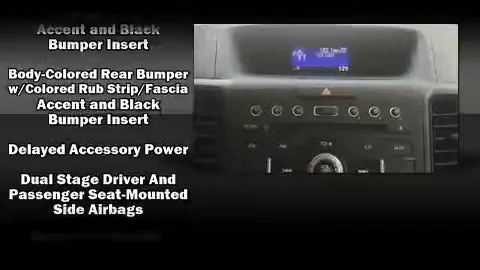 Accent and Black
Bumper Insert
Body-Colored Rear Bumper
w/Colored Rub Strip/Fascia
Accent and Black
Bumper Insert
Delayed Accessory Power
Dual Stage Driver And
Passenger Seat-Mounted
Side Airbags